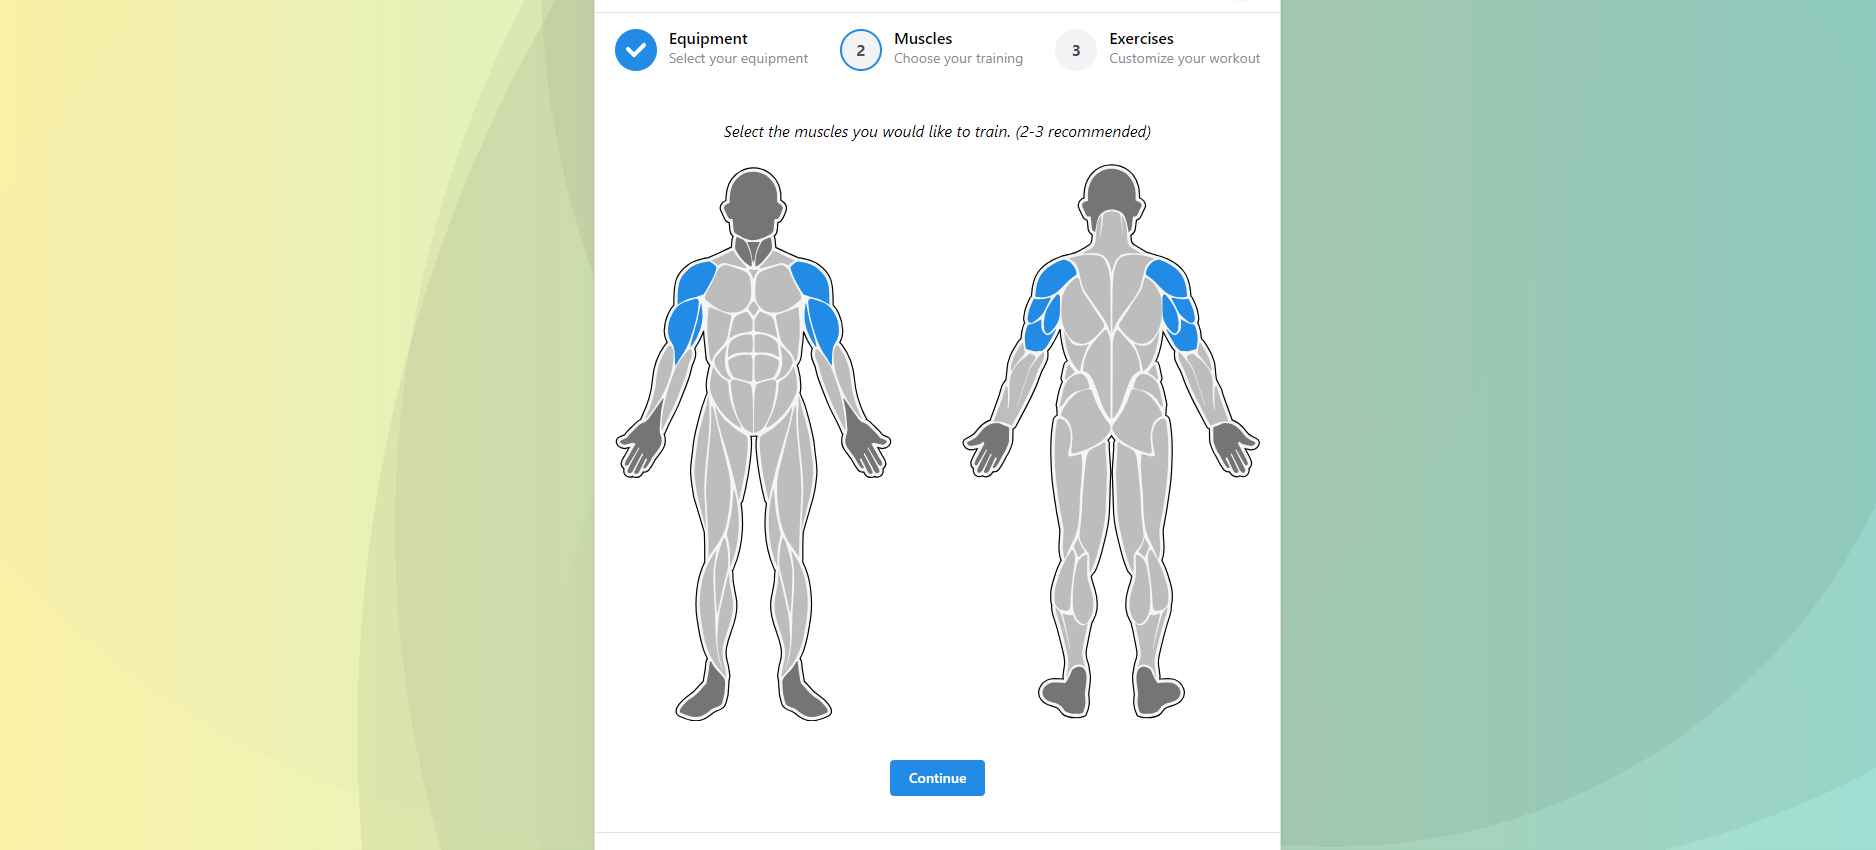 Equipment
Select your equipment
2
Muscles
Choose your training
3
Exercises
Customize your workout
Select the muscles you would like to train. (2-3 recommended)
Continue